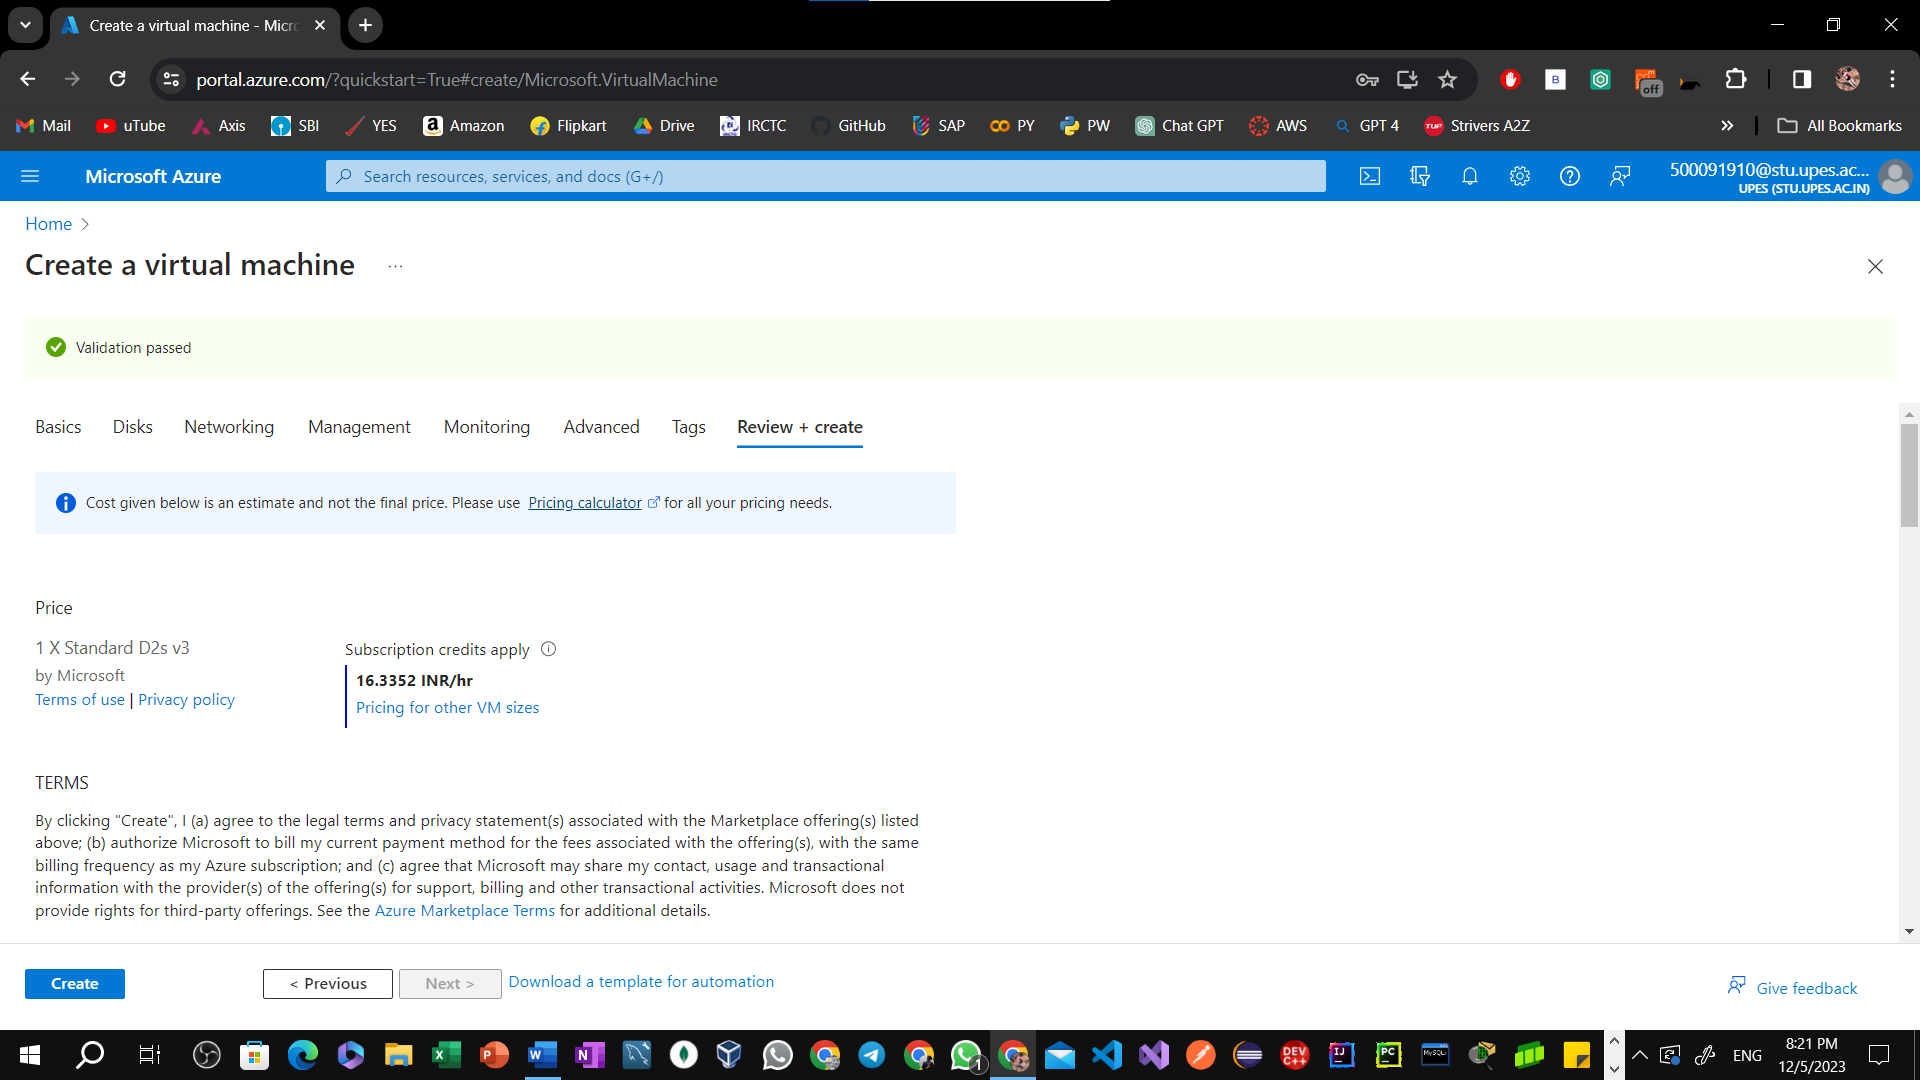 Create a virtual machine - Micro
portal.azure.com/?quickstart=True#create/Microsoft.VirtualMachine
B
off
Mail
uTube
Axis
SBI
YES
Amazon
Flipkart
Drive
IRCTC
GitHub
SAP
PY
PW
Chat GPT
AWS
GPT 4
TUF
Strivers A2Z
All Bookmarks
Microsoft Azure
Search resources, services, and docs (G+/)
500091910@stu.upes.ac...
UPES (STU.UPES.AC.IN)
Home
Create a virtual machine
...
Validation passed
Basics
Disks
Networking
Management
Monitoring
Advanced
Tags
Review + create
Cost given below is an estimate and not the final price. Please use Pricing calculator for all your pricing needs.
Price
1 X Standard D2s v3
by Microsoft
Terms of use | Privacy policy
Subscription credits apply
16.3352 INR/hr
Pricing for other VM sizes
TERMS
By clicking "Create", I (a) agree to the legal terms and privacy statement(s) associated with the Marketplace offering(s) listed
above; (b) authorize Microsoft to bill my current payment method for the fees associated with the offering(s), with the same
billing frequency as my Azure subscription; and (c) agree that Microsoft may share my contact, usage and transactional
information with the provider(s) of the offering(s) for support, billing and other transactional activities. Microsoft does not
provide rights for third-party offerings. See the Azure Marketplace Terms for additional details.
Create
< Previous
Next >
Download a template for automation
Give feedback
1
DEV
C++
IJ
PC
MySQL
ENG
8:21 PM
12/5/2023